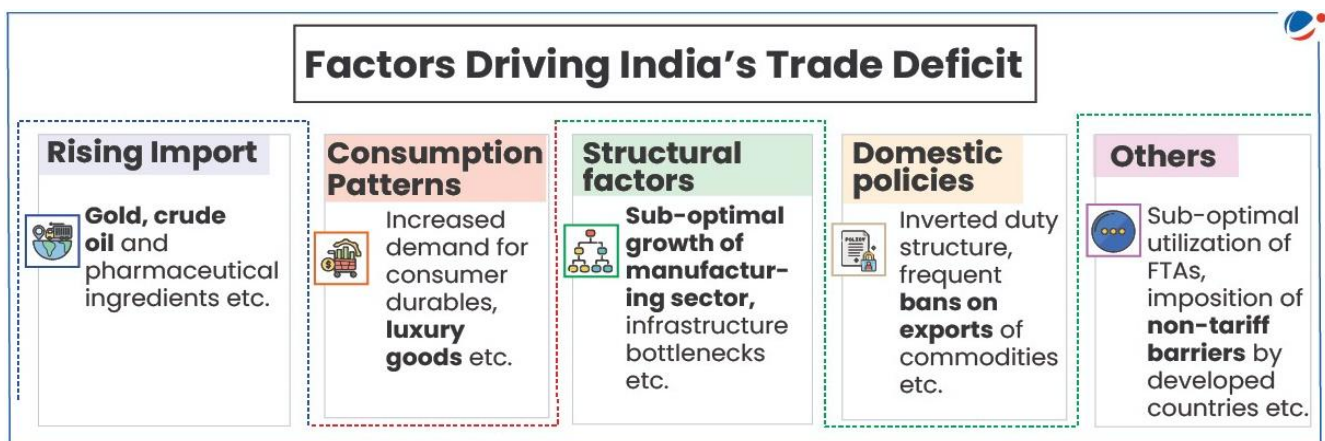 Factors Driving India's Trade Deficit
Rising Import
Gold, crude
oil and
pharmaceutical
ingredients etc.
Consumption
Patterns
Increased
demand for
consumer
durables,
luxury
goods etc.
Structural
factors
Sub-optimal
growth of
manufactur-
ing sector,
infrastructure
bottlenecks
etc.
Domestic
policies
POLICY
Inverted duty
structure,
frequent
bans on
exports of
commodities
etc.
Others
Sub-optimal
utilization of
FTAs,
imposition of
non-tariff
barriers by
developed
countries etc.